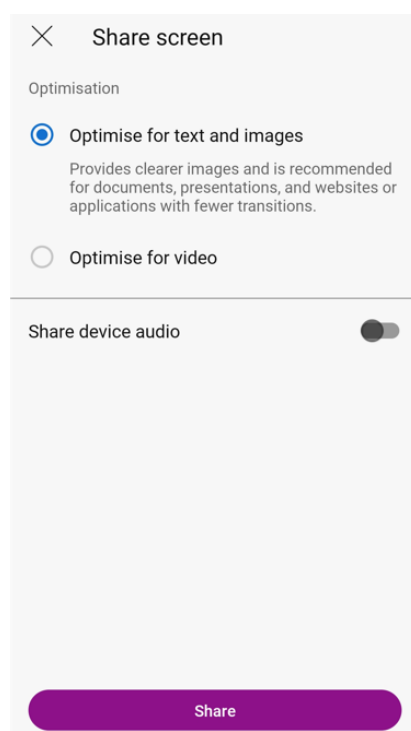 Share screen
Optimisation
Optimise for text and images
Provides clearer images and is recommended
for documents, presentations, and websites or
applications with fewer transitions.
Optimise for video
Share device audio
Share